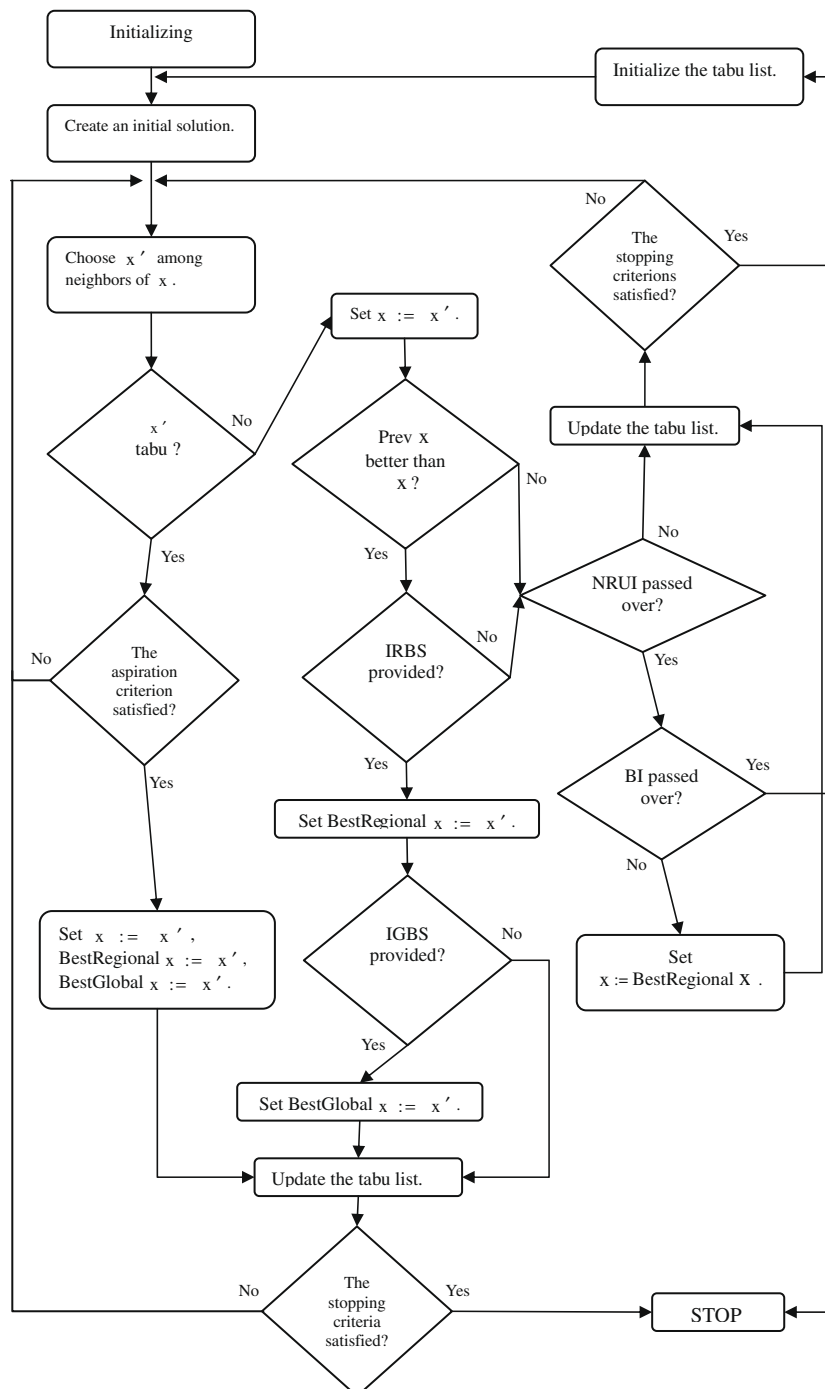 Initializing
Initialize the tabu list.
Create an initial solution.
No
The
stopping
criterions
satisfied?
Yes
Choose x′ among
neighbors of x.
Set x := x′.
x′
tabu ?
No
Yes
Prev x
better than
x ?
No
Yes
Update the tabu list.
No
NRUI passed
over?
Yes
No
The
aspiration
criterion
satisfied?
Yes
IRBS
provided?
No
Yes
BI passed
over?
Yes
No
Set BestRegional x := x′.
Set x := x′,
BestRegional x := x′,
BestGlobal x := x′.
IGBS
provided?
No
Yes
Set
x := BestRegional x .
Set BestGlobal x := x′.
Update the tabu list.
No
The
stopping
criteria
satisfied?
Yes
STOP